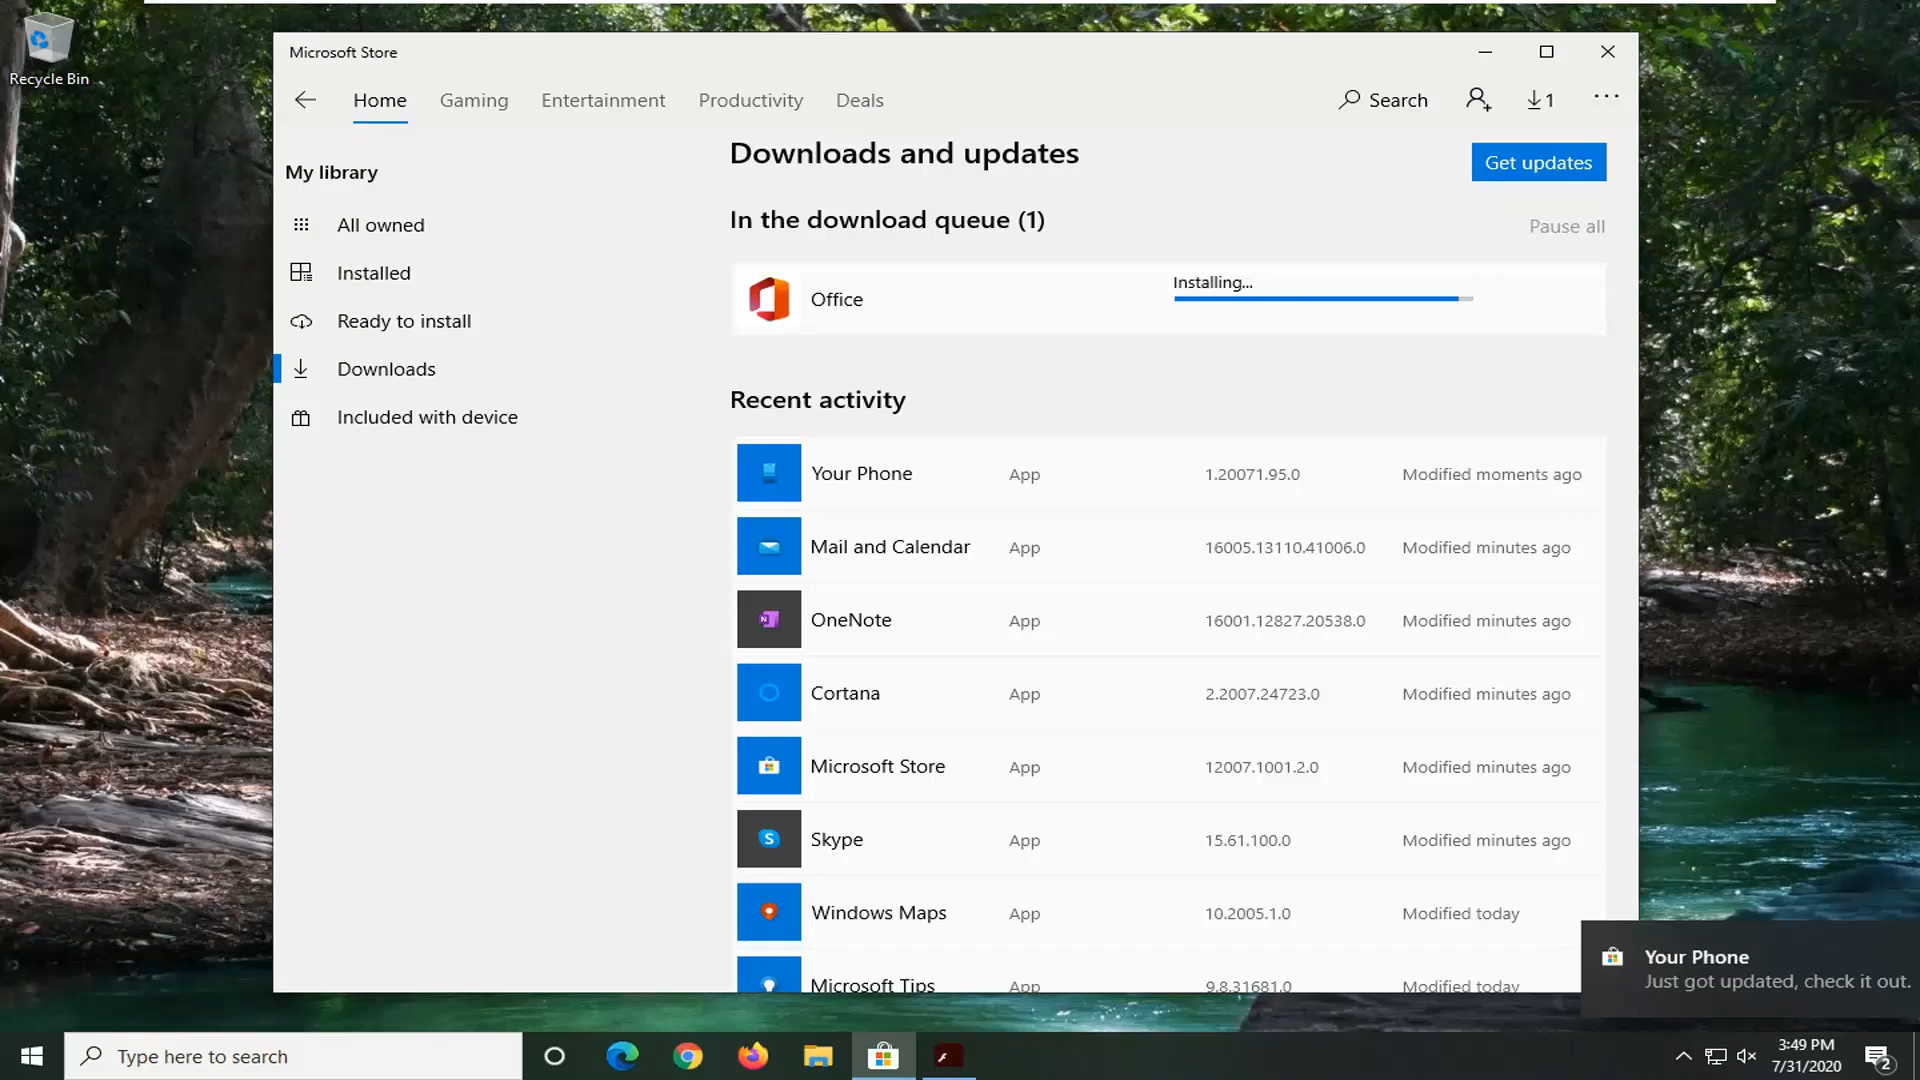 Recycle Bin
Microsoft Store
Home Gaming Entertainment Productivity Deals Search 1
My library
All owned
Installed
Ready to install
Downloads
Included with device
Downloads and updates
Get updates
In the download queue (1)
Pause all
Office Installing...
Recent activity
Your Phone App 1.20071.95.0 Modified moments ago
Mail and Calendar App 16005.13110.41006.0 Modified minutes ago
OneNote App 16001.12827.20538.0 Modified minutes ago
Cortana App 2.2007.24723.0 Modified minutes ago
Microsoft Store App 12007.1001.2.0 Modified minutes ago
Skype App 15.61.100.0 Modified minutes ago
Windows Maps App 10.2005.1.0 Modified today
Microsoft Tips App 9.8.31681.0 Modified today
Your Phone
Just got updated, check it out.
Type here to search
3:49 PM
7/31/2020
2